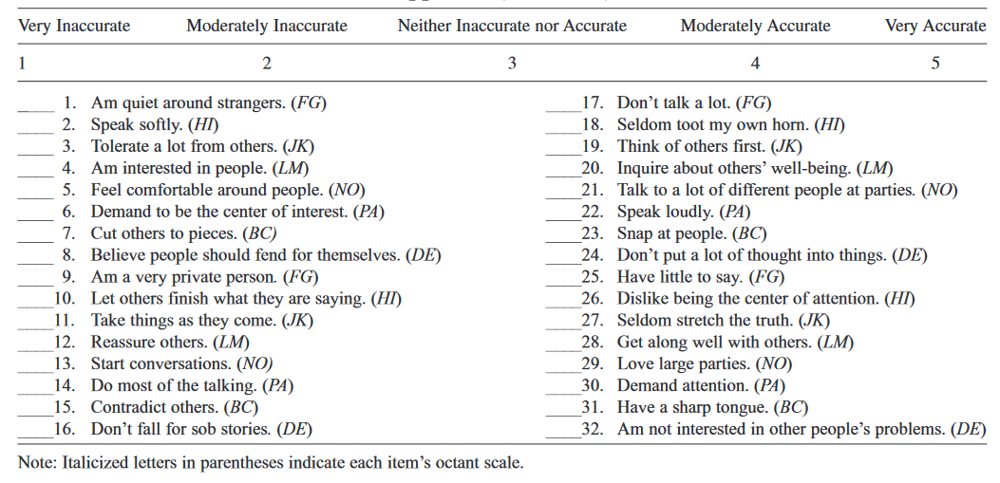 Very Inaccurate Moderately Inaccurate Neither Inaccurate nor Accurate Moderately Accurate Very Accurate
1 2 3 4 5
____ 1. Am quiet around strangers. (FG)
____ 2. Speak softly. (HI)
____ 3. Tolerate a lot from others. (JK)
____ 4. Am interested in people. (LM)
____ 5. Feel comfortable around people. (NO)
____ 6. Demand to be the center of interest. (PA)
____ 7. Cut others to pieces. (BC)
____ 8. Believe people should fend for themselves. (DE)
____ 9. Am a very private person. (FG)
____10. Let others finish what they are saying. (HI)
____11. Take things as they come. (JK)
____12. Reassure others. (LM)
____13. Start conversations. (NO)
____14. Do most of the talking. (PA)
____15. Contradict others. (BC)
____16. Don’t fall for sob stories. (DE)
____17. Don’t talk a lot. (FG)
____18. Seldom toot my own horn. (HI)
____19. Think of others first. (JK)
____20. Inquire about others’ well-being. (LM)
____21. Talk to a lot of different people at parties. (NO)
____22. Speak loudly. (PA)
____23. Snap at people. (BC)
____24. Don’t put a lot of thought into things. (DE)
____25. Have little to say. (FG)
____26. Dislike being the center of attention. (HI)
____27. Seldom stretch the truth. (JK)
____28. Get along well with others. (LM)
____29. Love large parties. (NO)
____30. Demand attention. (PA)
____31. Have a sharp tongue. (BC)
____32. Am not interested in other people’s problems. (DE)
Note: Italicized letters in parentheses indicate each item’s octant scale.